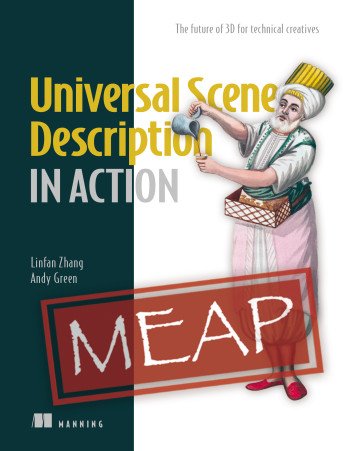 The future of 3D for technical creatives
Universal Scene
Description
IN ACTION
Linfan Zhang
Andy Green
MEAP
MANNING